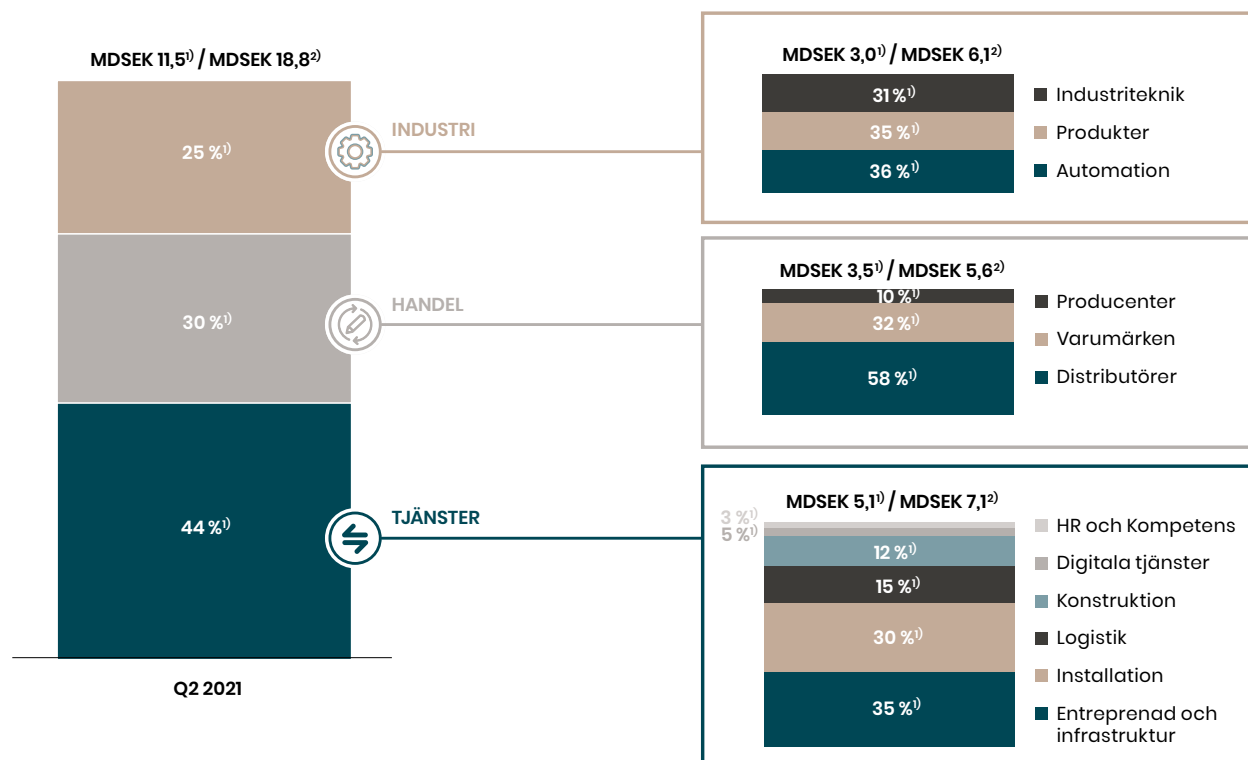 MDSEK 11,5¹⁾ / MDSEK 18,8²⁾
25 %¹⁾
30 %¹⁾
44 %¹⁾
Q2 2021
INDUSTRI
HANDEL
TJÄNSTER
MDSEK 3,0¹⁾ / MDSEK 6,1²⁾
31 %¹⁾
35 %¹⁾
36 %¹⁾
Industriteknik
Produkter
Automation
MDSEK 3,5¹⁾ / MDSEK 5,6²⁾
10 %¹⁾
32 %¹⁾
58 %¹⁾
Producenter
Varumärken
Distributörer
MDSEK 5,1¹⁾ / MDSEK 7,1²⁾
3 %¹⁾
5 %¹⁾
12 %¹⁾
15 %¹⁾
30 %¹⁾
35 %¹⁾
HR och Kompetens
Digitala tjänster
Konstruktion
Logistik
Installation
Entreprenad och
infrastruktur